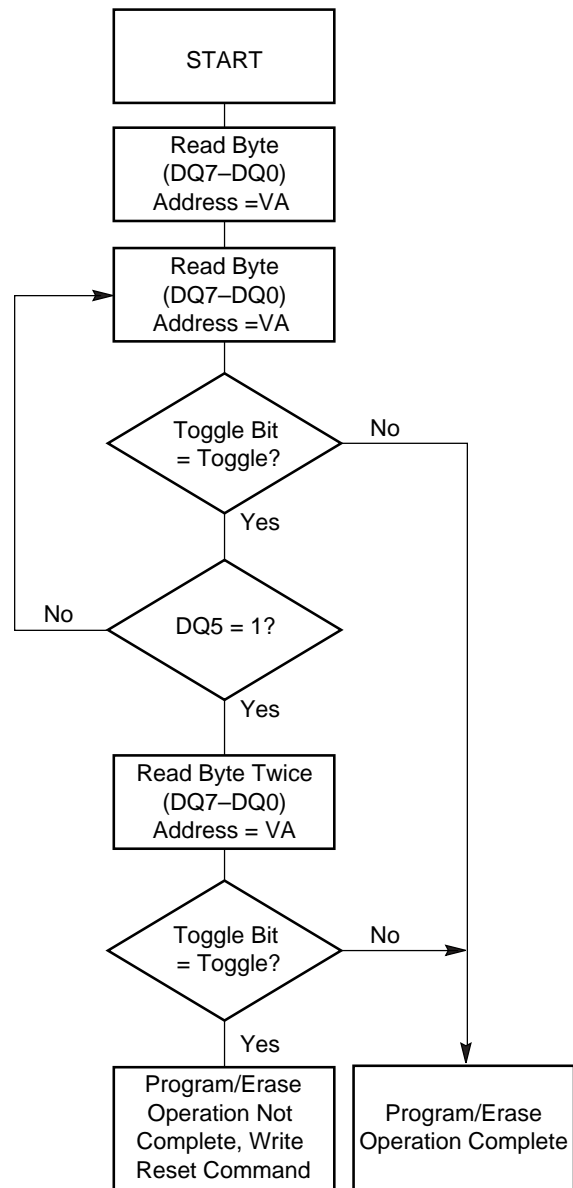 START
Read Byte
(DQ7–DQ0)
Address =VA
Read Byte
(DQ7–DQ0)
Address =VA
Toggle Bit
= Toggle?
No
Yes
No
DQ5 = 1?
Yes
Read Byte Twice
(DQ7–DQ0)
Address = VA
Toggle Bit
= Toggle?
No
Yes
Program/Erase
Operation Not
Complete, Write
Reset Command
Program/Erase
Operation Complete